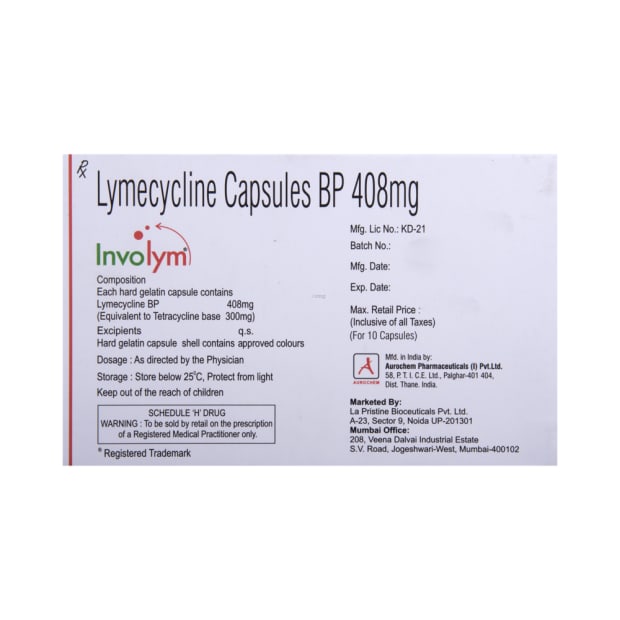 Rx
Lymecycline Capsules BP 408mg
Involym®
Composition
Each hard gelatin capsule contains
Lymecycline BP 408mg
(Equivalent to Tetracycline base 300mg)
Excipients q.s.
Hard gelatin capsule shell contains approved colours
Dosage : As directed by the Physician
Storage : Store below 25°C, Protect from light
Keep out of the reach of children
SCHEDULE 'H' DRUG
WARNING : To be sold by retail on the prescription
of a Registered Medical Practitioner only.
® Registered Trademark
Mfg. Lic No.: KD-21
Batch No.:
Mfg. Date:
Exp. Date:
Max. Retail Price :
(Inclusive of all Taxes)
(For 10 Capsules)
AUROCHEM
Mfd. in India by:
Aurochem Pharmaceuticals (I) Pvt.Ltd.
58, P. T. I. C. E. Ltd., Palghar-401 404,
Dist. Thane. India.
Marketed By:
La Pristine Bioceuticals Pvt. Ltd.
A-23, Sector 9, Noida UP-201301
Mumbai Office:
208, Veena Dalvai Industrial Estate
S.V. Road, Jogeshwari-West, Mumbai-400102